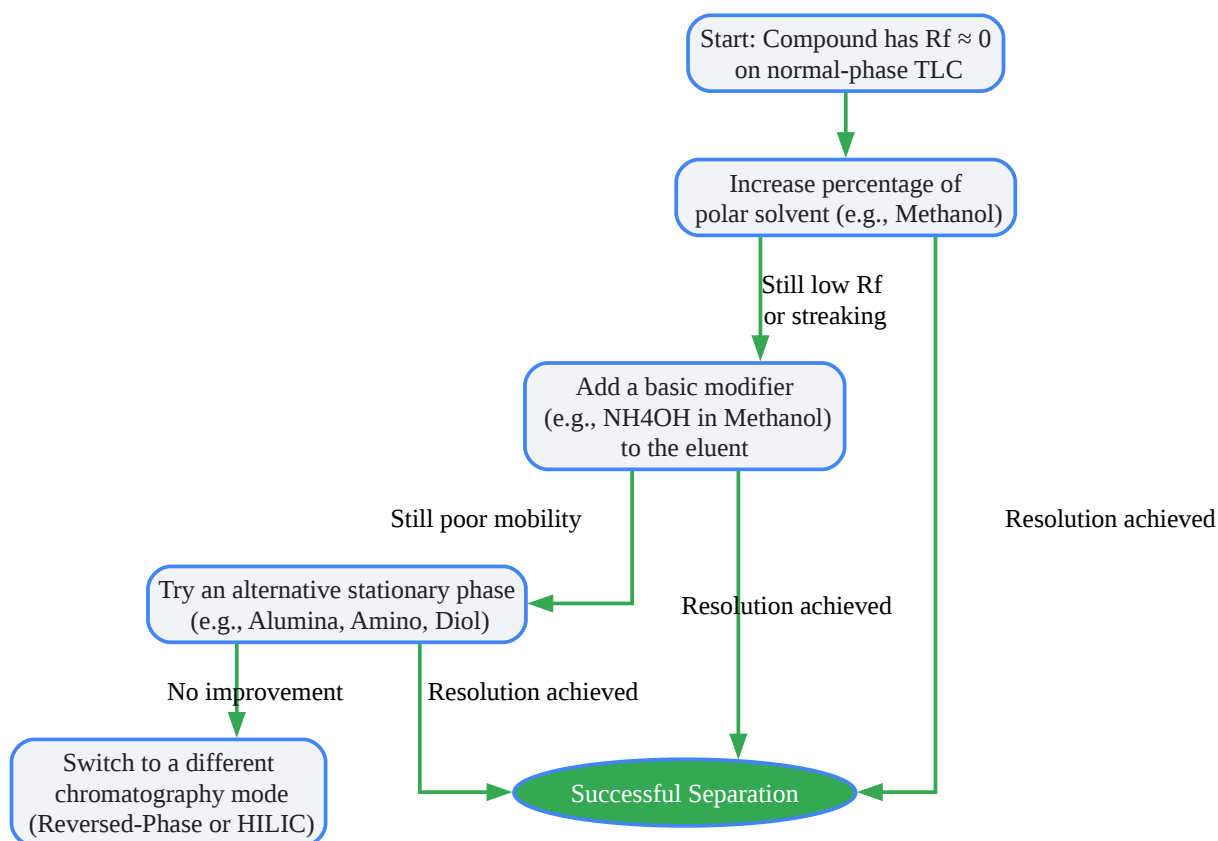 Start: Compound has Rf ≈ 0
on normal-phase TLC
Increase percentage of
polar solvent (e.g., Methanol)
Still low Rf
or streaking
Add a basic modifier
(e.g., NH4OH in Methanol)
to the eluent
Still poor mobility
Resolution achieved
Try an alternative stationary phase
(e.g., Alumina, Amino, Diol)
Resolution achieved
No improvement
Resolution achieved
Switch to a different
chromatography mode
(Reversed-Phase or HILIC)
Successful Separation